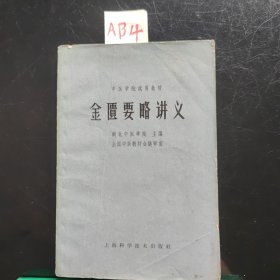 AB4
中医学院试用教材
金匮要略讲义
湖北中医学院 主编
全国中医教材会议审定
上海科学技术出版社